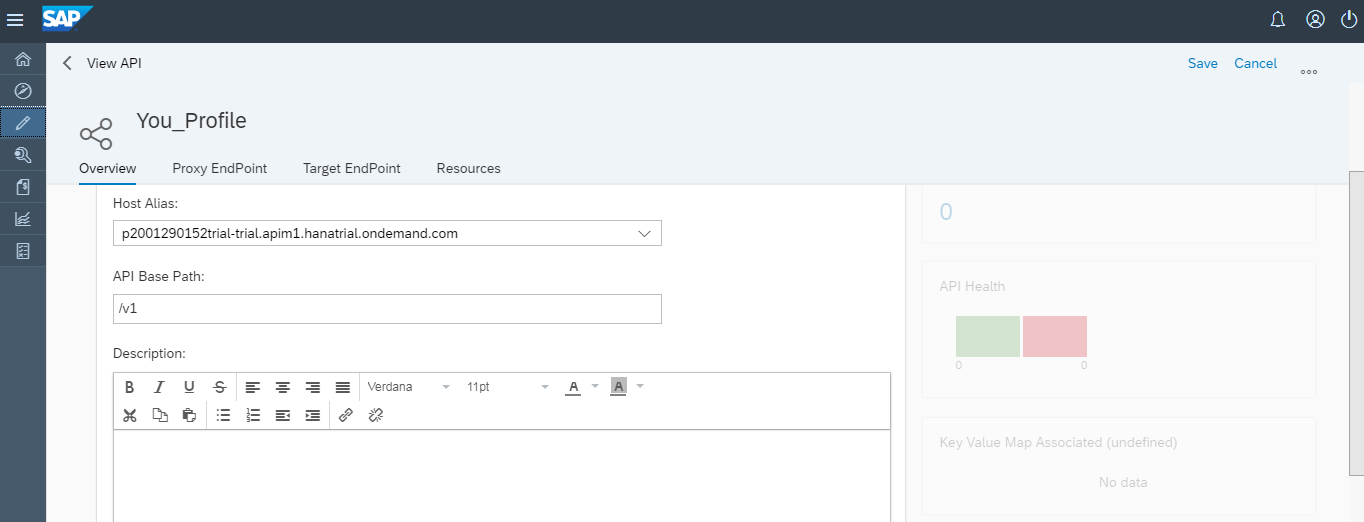 SAP
View API
Save Cancel
You_Profile
Overview Proxy EndPoint Target EndPoint Resources
Host Alias:
p2001290152trial-trial.apim1.hanatrial.ondemand.com
API Base Path:
/v1
Description:
B I U S Verdana 11pt A A
0
API Health
0 0
Key Value Map Associated (undefined)
No data